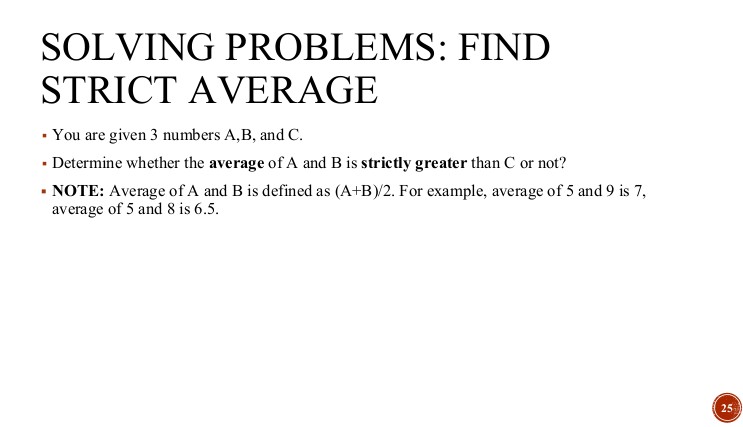 SOLVING PROBLEMS: FIND
STRICT AVERAGE
▪ You are given 3 numbers A,B, and C.
▪ Determine whether the average of A and B is strictly greater than C or not?
▪ NOTE: Average of A and B is defined as (A+B)/2. For example, average of 5 and 9 is 7,
average of 5 and 8 is 6.5.
25